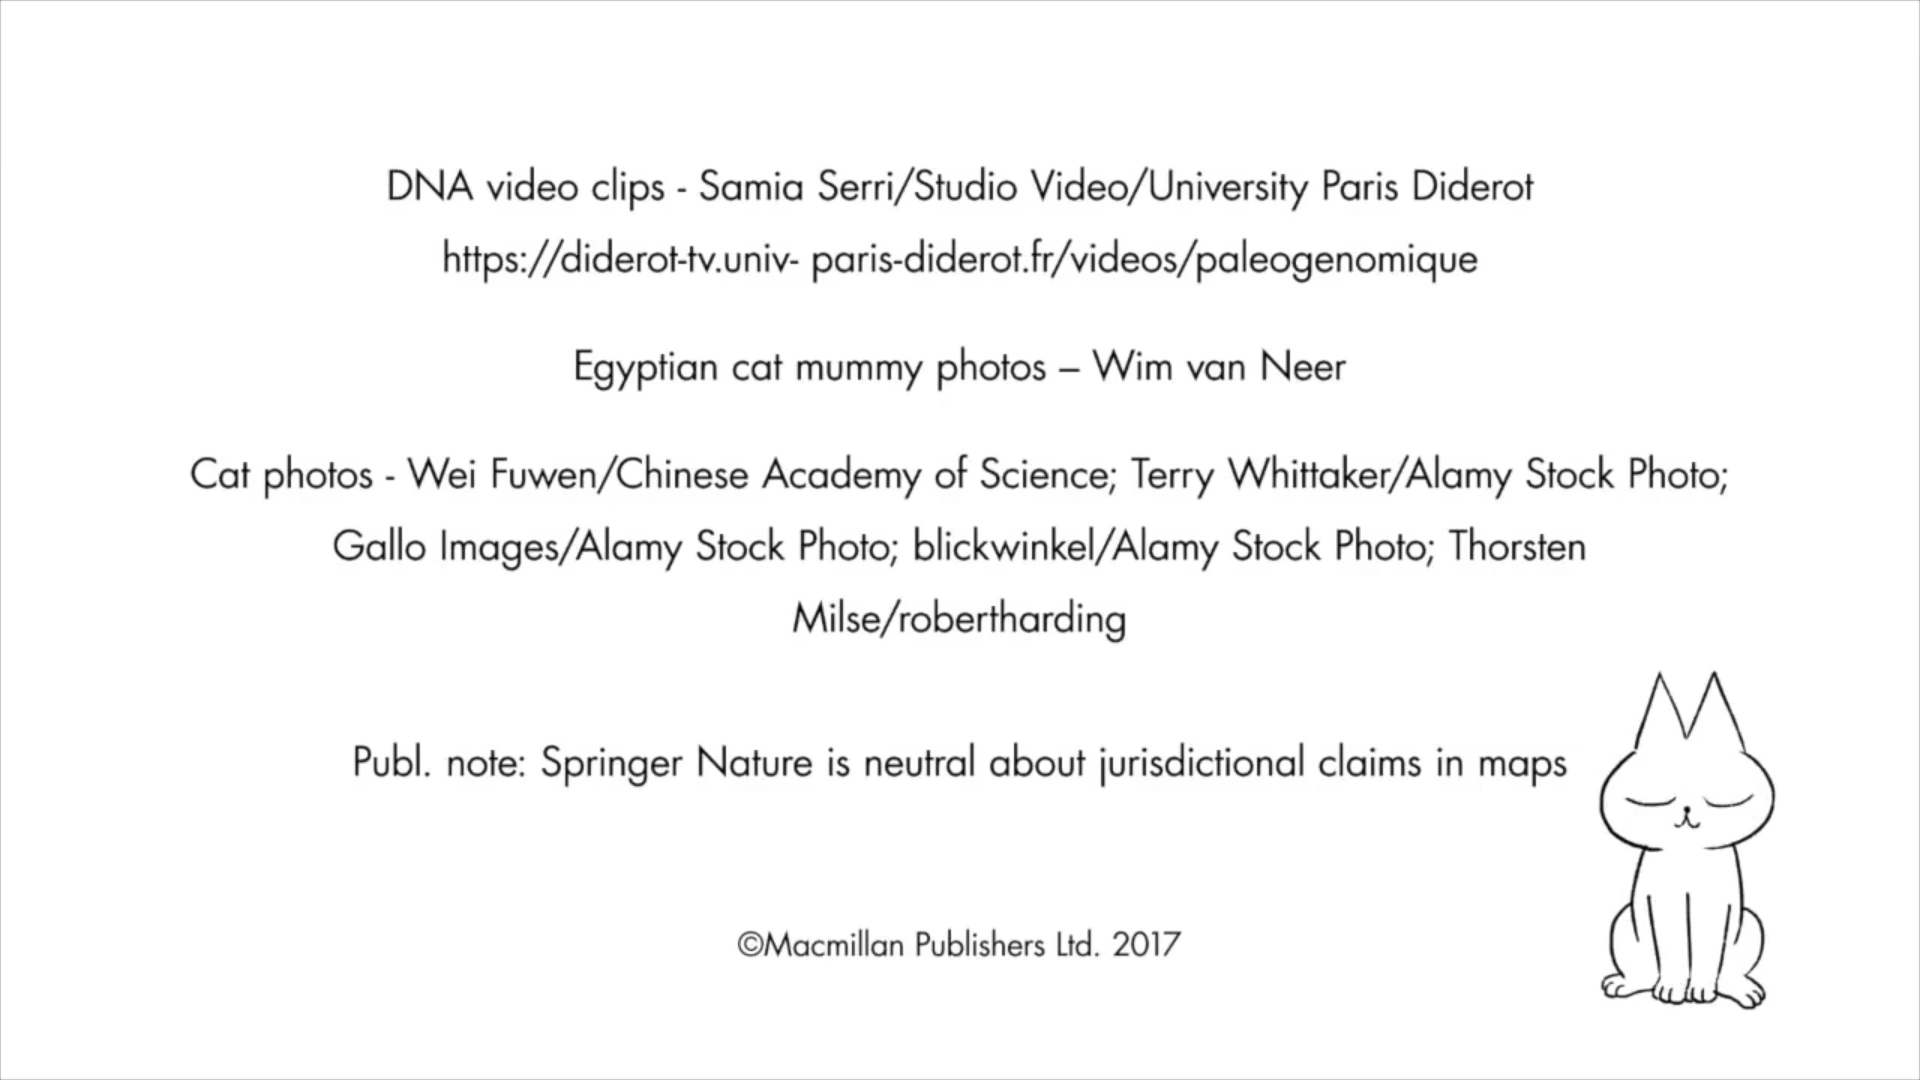 DNA video clips - Samia Serri/Studio Video/University Paris Diderot
https://diderot-tv.univ- paris-diderot.fr/videos/paleogenomique
Egyptian cat mummy photos – Wim van Neer
Cat photos - Wei Fuwen/Chinese Academy of Science; Terry Whittaker/Alamy Stock Photo;
Gallo Images/Alamy Stock Photo; blickwinkel/Alamy Stock Photo; Thorsten
Milse/robertharding
Publ. note: Springer Nature is neutral about jurisdictional claims in maps
©Macmillan Publishers Ltd. 2017